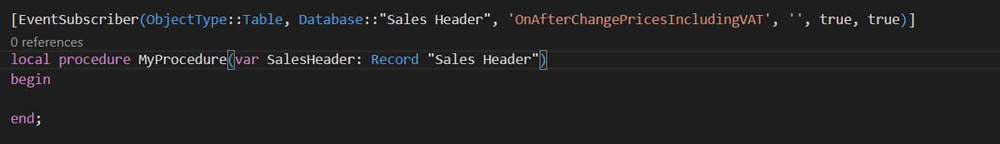 [EventSubscriber(ObjectType::Table, Database::"Sales Header", 'OnAfterChangePricesIncludingVAT', '', true, true)]
0 references
local procedure MyProcedure(var SalesHeader: Record "Sales Header")
begin
end;